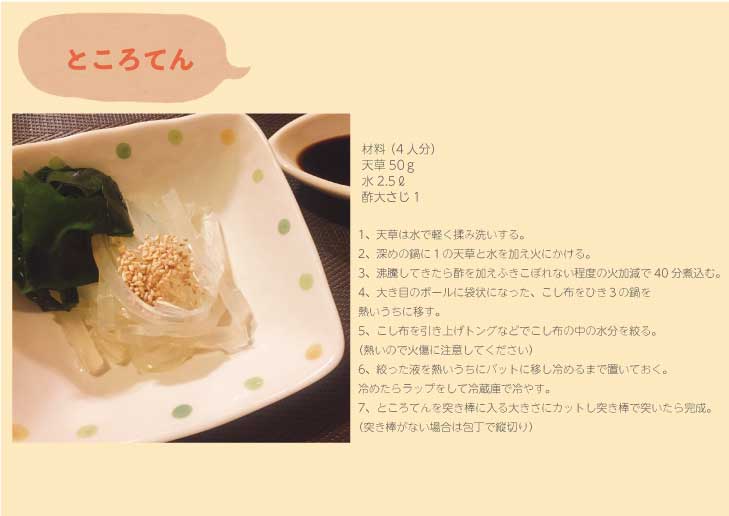 ところてん
材料（4人分）
天草50g
水2.5ℓ
酢大さじ1
1、天草は水で軽く揉み洗いする。
2、深めの鍋に1の天草と水を加え火にかける。
3、沸騰してきたら酢を加えふきこぼれない程度の火加減で40分煮込む。
4、大き目のボールに袋状になった、こし布をひき3の鍋を
熱いうちに移す。
5、こし布を引き上げトングなどでこし布の中の水分を絞る。
（熱いので火傷に注意してください）
6、絞った液を熱いうちにバットに移し冷めるまで置いておく。
冷めたらラップをして冷蔵庫で冷やす。
7、ところてんを突き棒に入る大きさにカットし突き棒で突いたら完成。
（突き棒がない場合は包丁で縦切り）